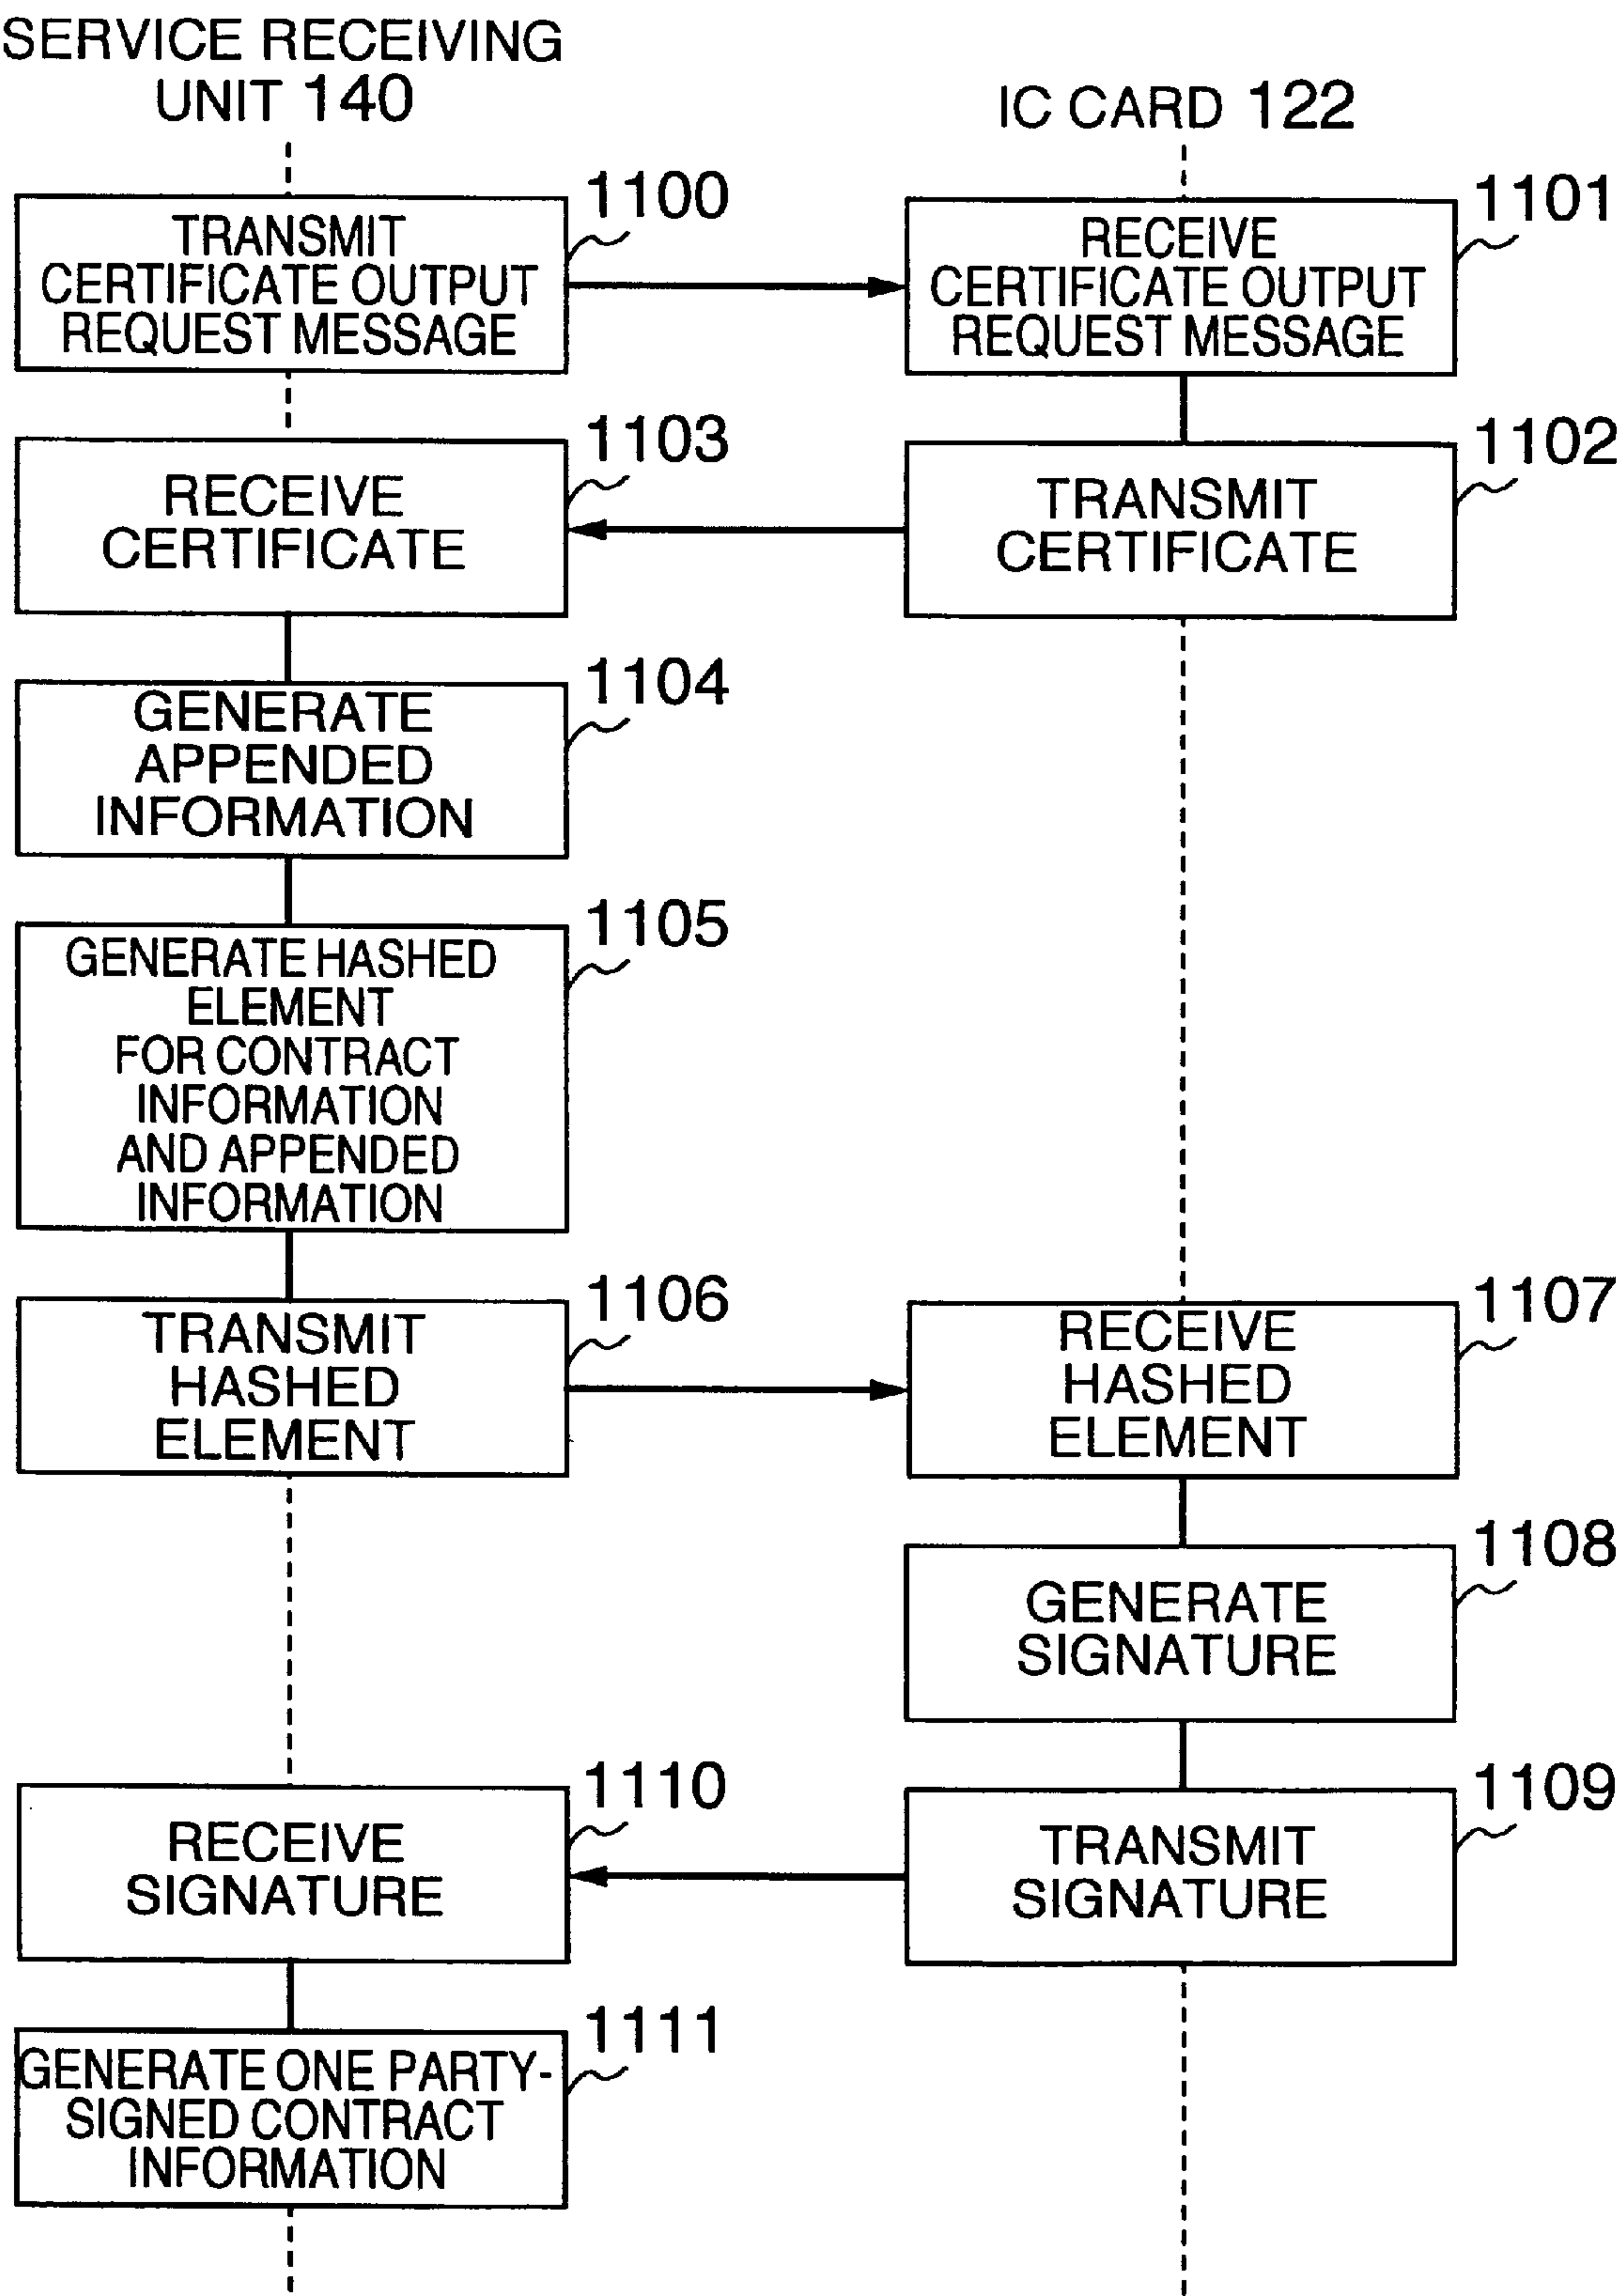 SERVICE RECEIVING
UNIT 140
IC CARD 122
1100
TRANSMIT
CERTIFICATE OUTPUT
REQUEST MESSAGE
1101
RECEIVE
CERTIFICATE OUTPUT
REQUEST MESSAGE
1103
RECEIVE
CERTIFICATE
1102
TRANSMIT
CERTIFICATE
1104
GENERATE
APPENDED
INFORMATION
1105
GENERATE HASHED
ELEMENT
FOR CONTRACT
INFORMATION
AND APPENDED
INFORMATION
1106
TRANSMIT
HASHED
ELEMENT
1107
RECEIVE
HASHED
ELEMENT
1108
GENERATE
SIGNATURE
1110
RECEIVE
SIGNATURE
1109
TRANSMIT
SIGNATURE
1111
GENERATE ONE PARTY-
SIGNED CONTRACT
INFORMATION